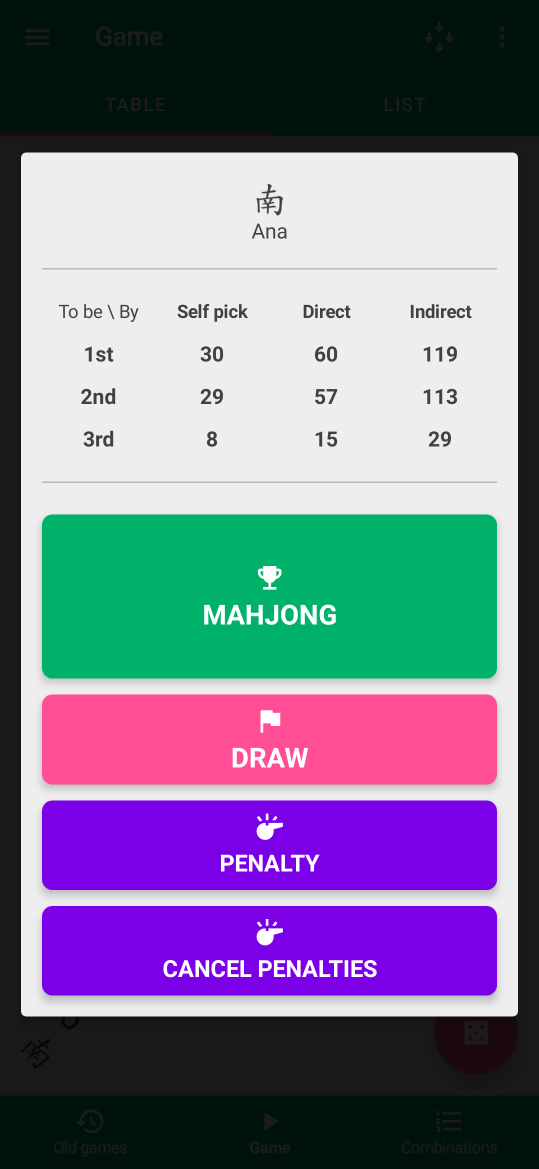 Game
TABLE LIST
南
Ana
To be \ By Self pick Direct Indirect
1st 30 60 119
2nd 29 57 113
3rd 8 15 29
MAHJONG
DRAW
PENALTY
CANCEL PENALTIES
Old games Game Combinations